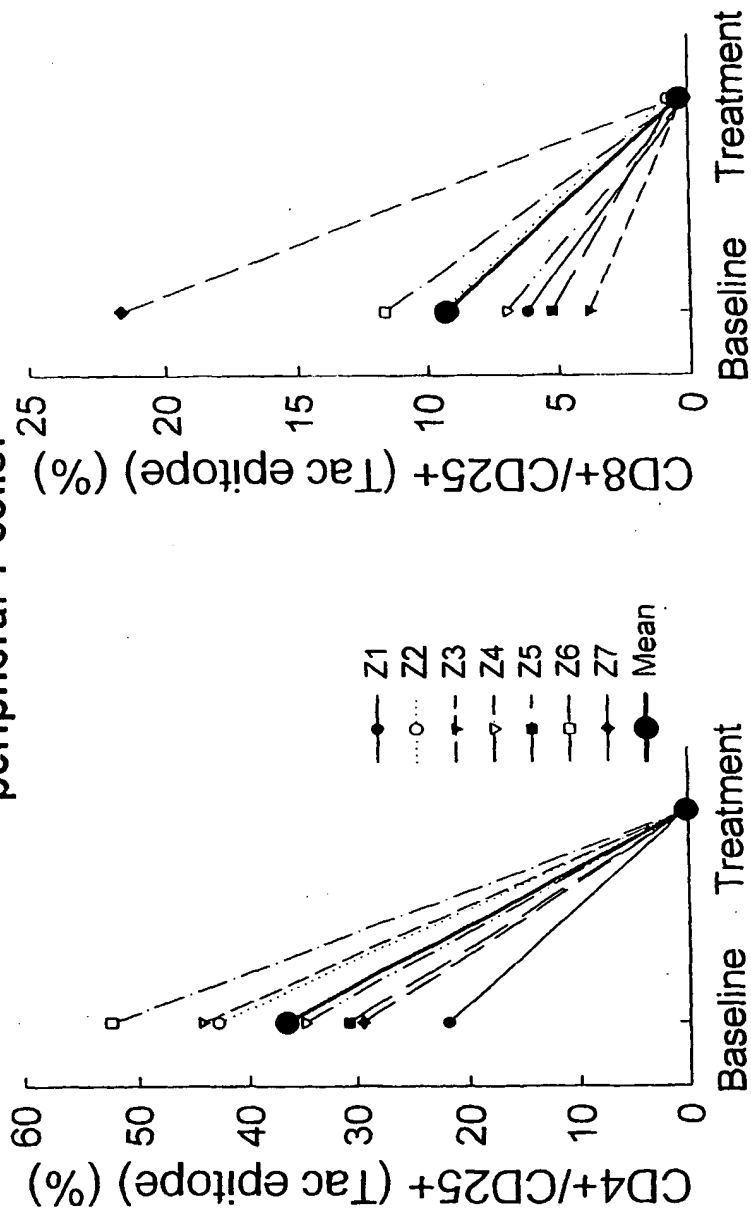 peripheral T cells.
CD4+/CD25+ (Tac epitope) (%)
60
50
40
30
20
10
0
Baseline Treatment
Z1
Z2
Z3
Z4
Z5
Z6
Z7
Mean
CD8+/CD25+ (Tac epitope) (%)
25
20
15
10
5
0
Baseline Treatment